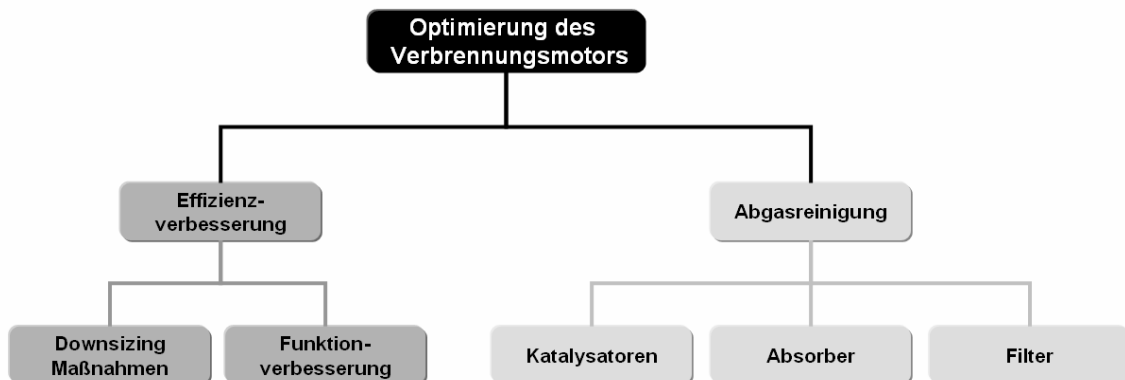 Optimierung des
Verbrennungsmotors
Effizienz-
verbesserung
Abgasreinigung
Downsizing
Maßnahmen
Funktion-
verbesserung
Katalysatoren
Absorber
Filter